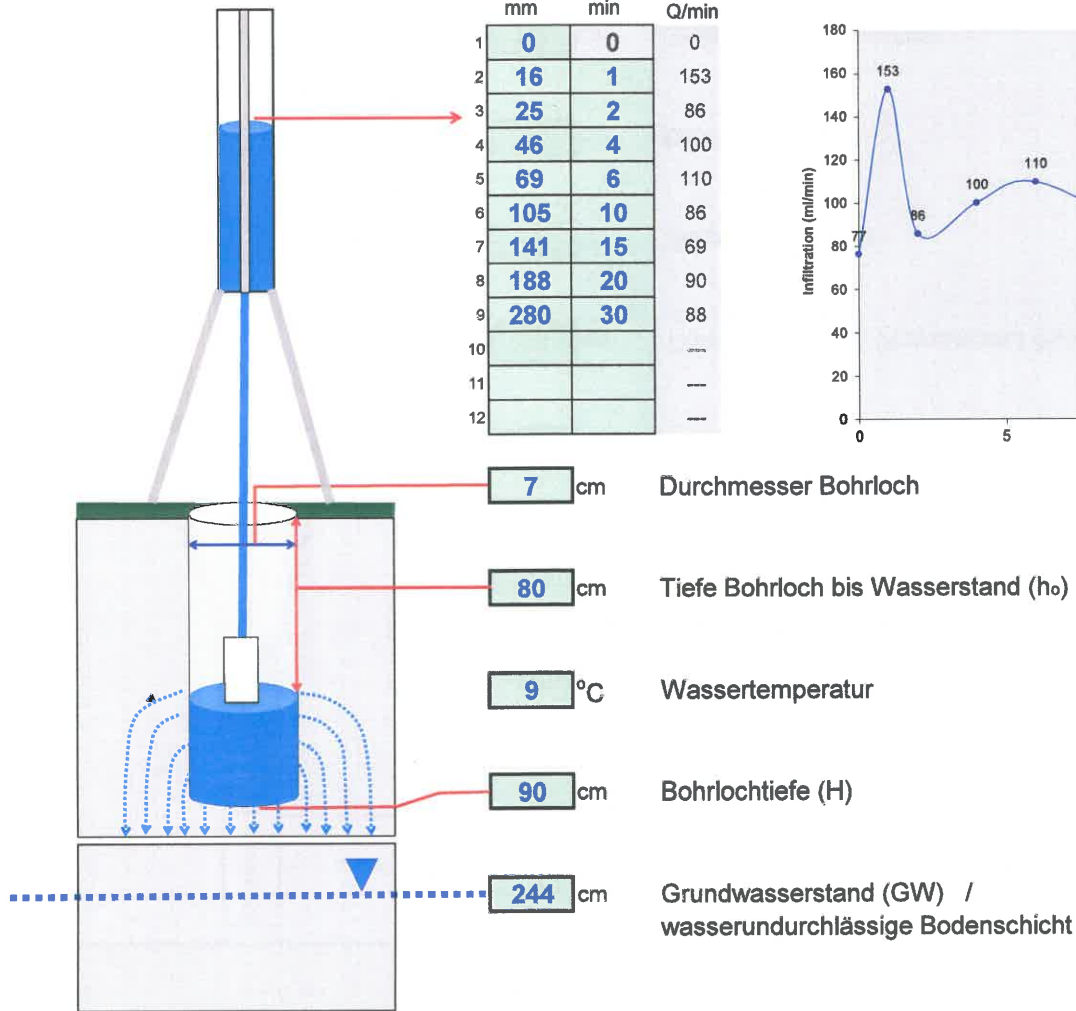 mm min Q/min
1 0 0 0
2 16 1 153
3 25 2 86
4 46 4 100
5 69 6 110
6 105 10 86
7 141 15 69
8 188 20 90
9 280 30 88
10 ---
11 ---
12 ---
Infiltration (ml/min)
180
160
140
120
100
80
60
40
20
0
0 5
77
153
86
100
110
7 cm Durchmesser Bohrloch
80 cm Tiefe Bohrloch bis Wasserstand (ho)
9 °C Wassertemperatur
90 cm Bohrlochtiefe (H)
244 cm Grundwasserstand (GW) /
wasserundurchlässige Bodenschicht